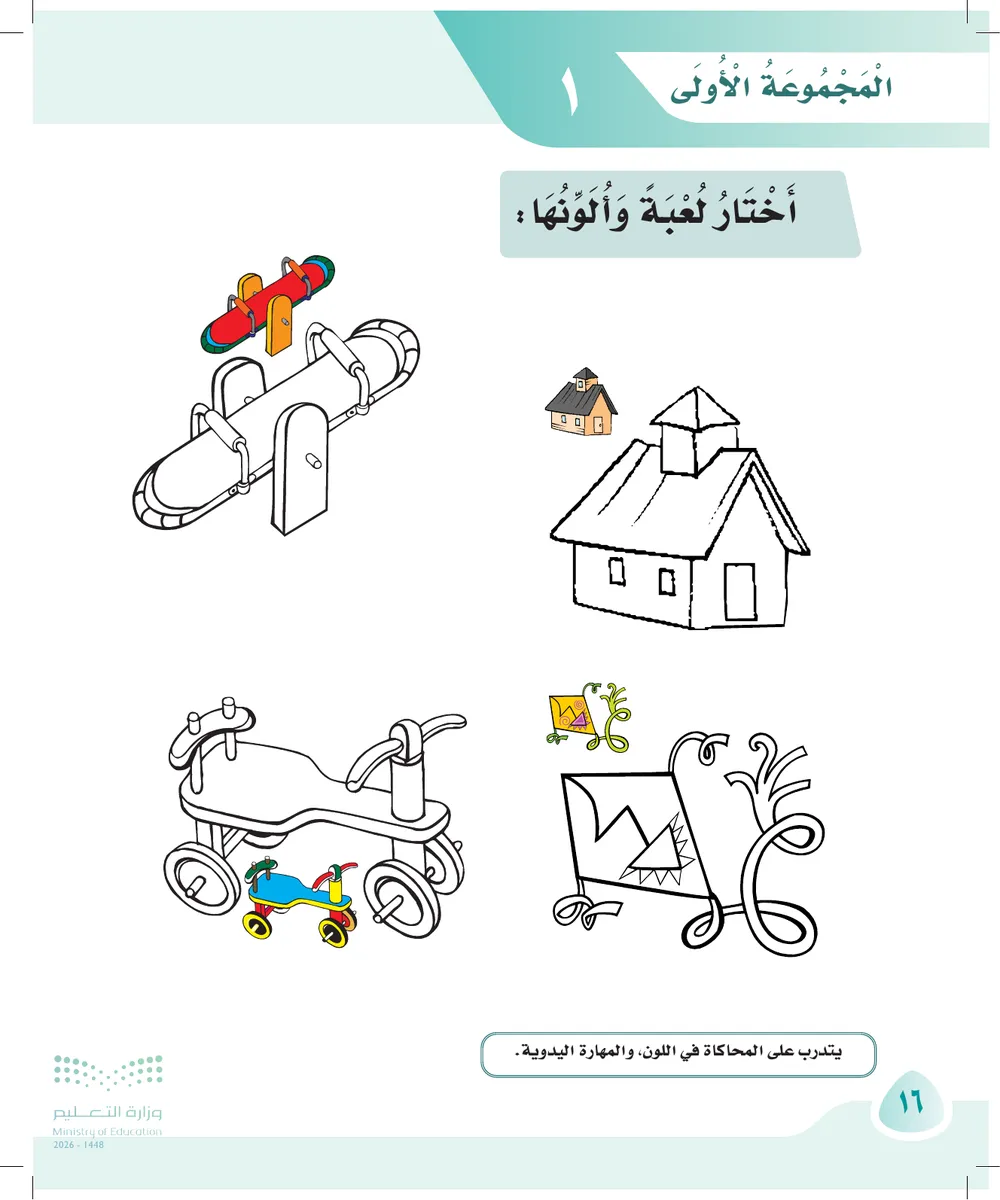 الْمَجْمُوعَةُ الْأُولَى
١
أَخْتَارُ لُعْبَةً وَأُلَوِّنُهَا :
يتدرب على المحاكاة في اللون، والمهارة اليدوية.
وزارة التعليم
Ministry of Education
2026 - 1448
١٦